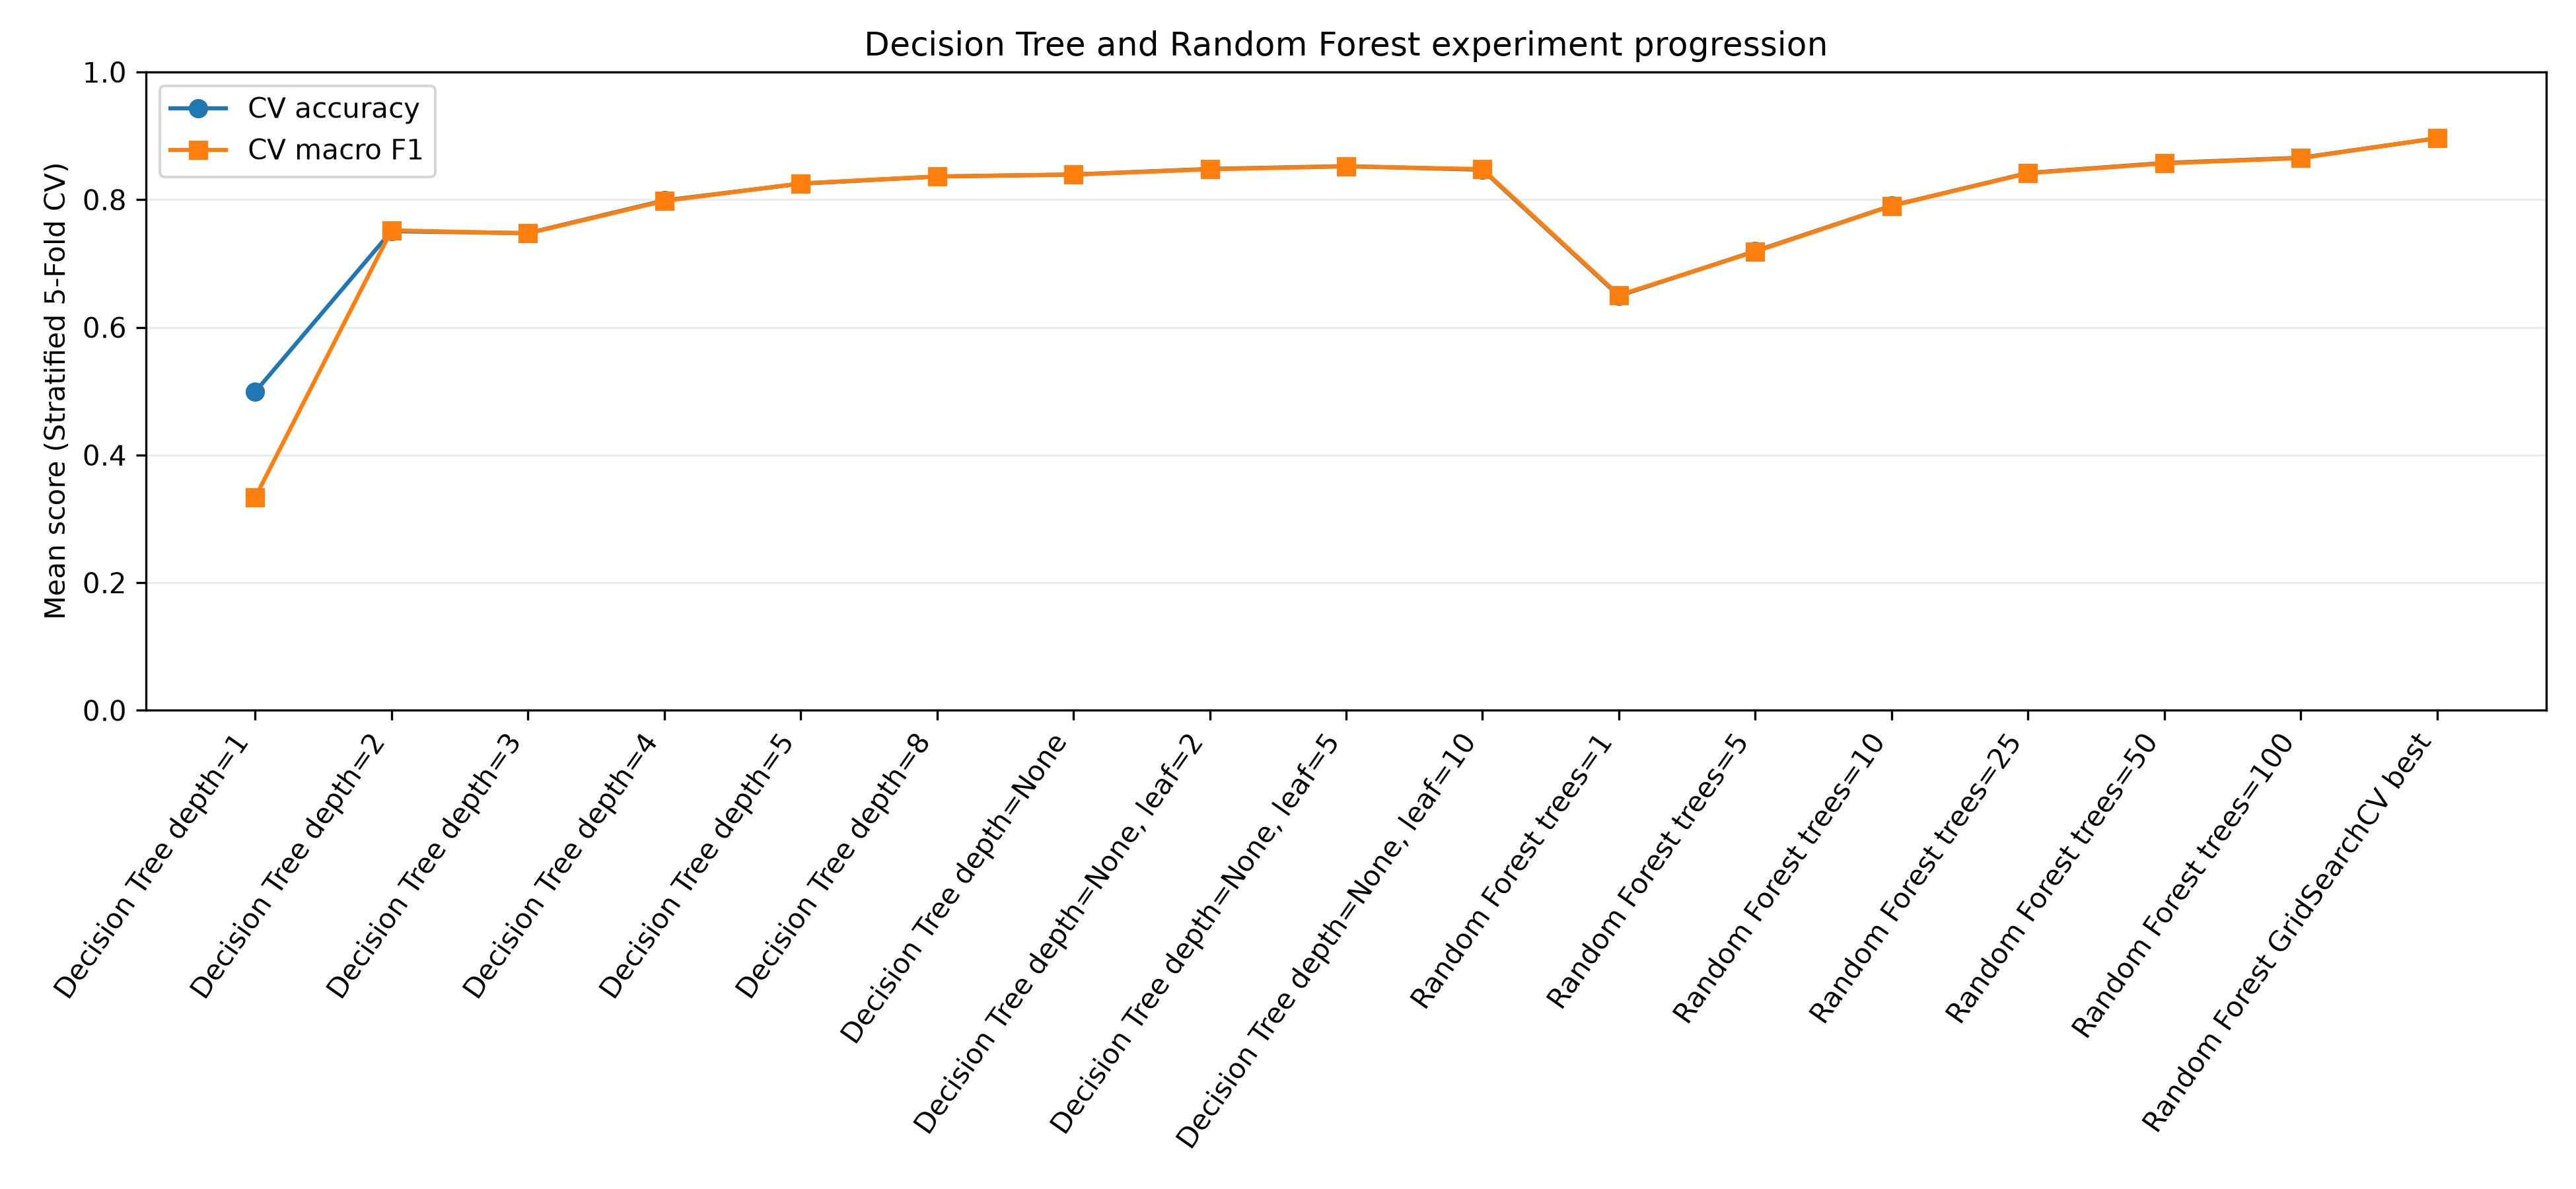 Decision Tree and Random Forest experiment progression
CV accuracy
CV macro F1
Mean score (Stratified 5-Fold CV)
1.0
0.8
0.6
0.4
0.2
0.0
Decision Tree depth=1
Decision Tree depth=2
Decision Tree depth=3
Decision Tree depth=4
Decision Tree depth=5
Decision Tree depth=8
Decision Tree depth=None
Decision Tree depth=None, leaf=2
Decision Tree depth=None, leaf=5
Decision Tree depth=None, leaf=10
Random Forest trees=1
Random Forest trees=5
Random Forest trees=10
Random Forest trees=25
Random Forest trees=50
Random Forest trees=100
Random Forest GridSearchCV best